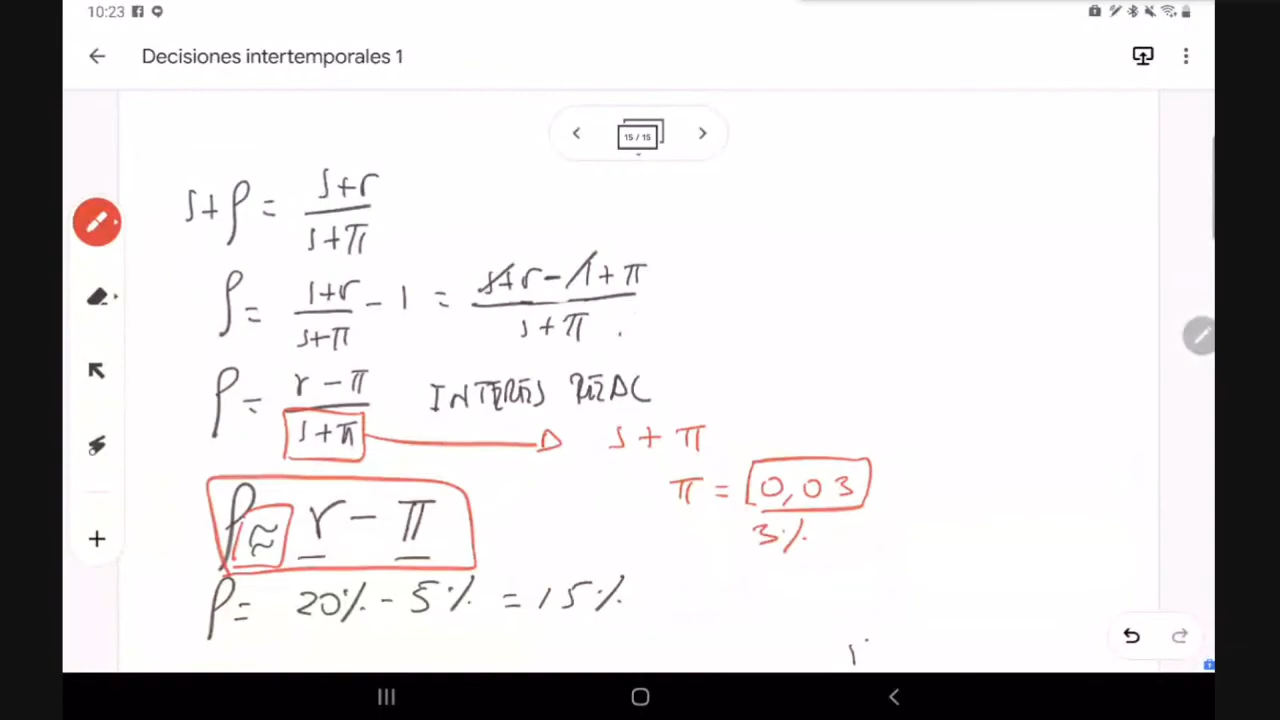 10:23
Decisiones intertemporales 1
15 / 15
1+ρ = (1+r)/(1+π)
ρ = (1+r)/(1+π) - 1 = (1+r-1+π)/(1+π) .
ρ = (r-π)/(1+π) INTERÉS REAL
1+π
π = 0,03
3%
ρ ≈ r - π
ρ = 20% - 5% = 15%